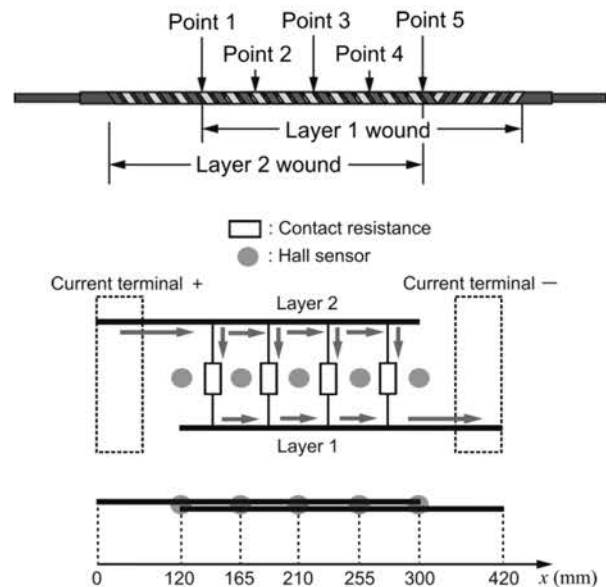 Point 1 Point 3 Point 5
Point 2 Point 4
Layer 1 wound
Layer 2 wound
: Contact resistance
: Hall sensor
Current terminal + Current terminal —
Layer 2
Layer 1
0 120 165 210 255 300 420 x (mm)